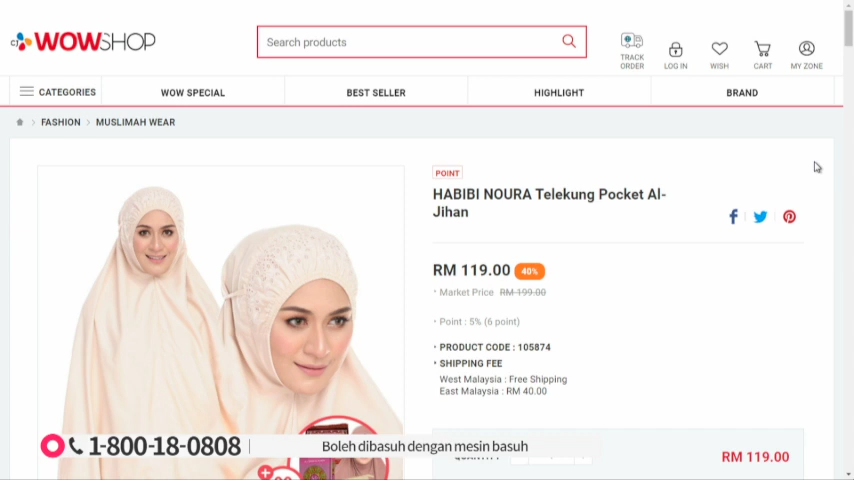 CJ WOWSHOP
Search products
TRACK ORDER
LOG IN
WISH
CART
MY ZONE
CATEGORIES
WOW SPECIAL
BEST SELLER
HIGHLIGHT
BRAND
FASHION > MUSLIMAH WEAR
POINT
HABIBI NOURA Telekung Pocket Al-
Jihan
RM 119.00 40%
Market Price RM 199.00
Point : 5% (6 point)
PRODUCT CODE : 105874
SHIPPING FEE
West Malaysia : Free Shipping
East Malaysia : RM 40.00
1-800-18-0808
Boleh dibasuh dengan mesin basuh
RM 119.00